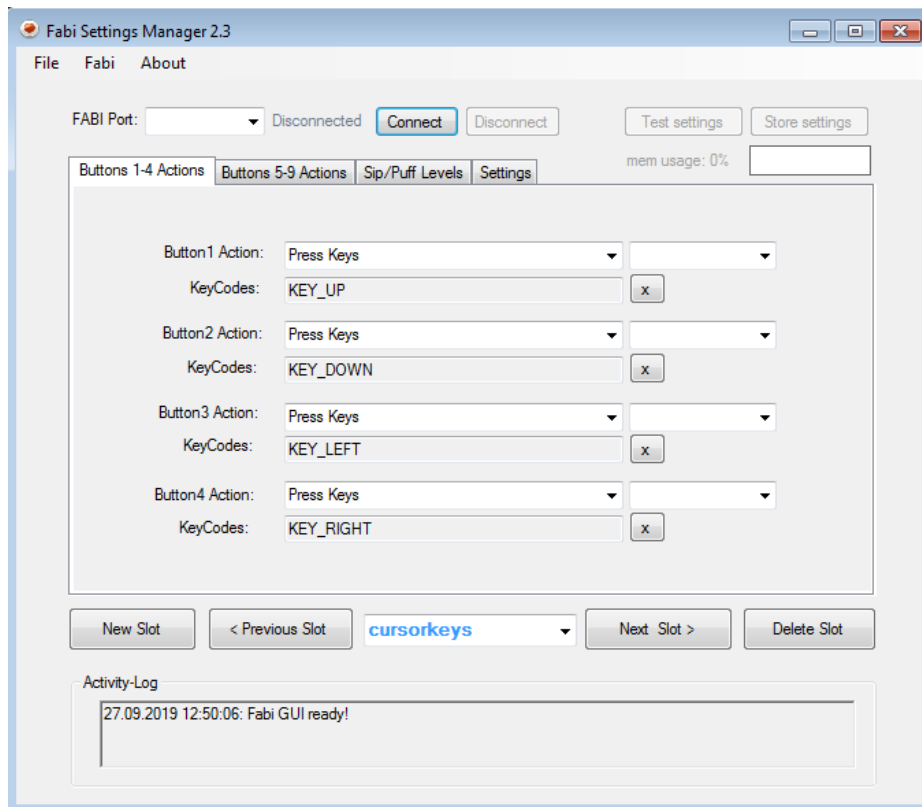 Fabi Settings Manager 2.3
File Fabi About
FABI Port: Disconnected Connect Disconnect Test settings Store settings
mem usage: 0%
Buttons 1-4 Actions Buttons 5-9 Actions Sip/Puff Levels Settings
Button1 Action: Press Keys
KeyCodes: KEY_UP x
Button2 Action: Press Keys
KeyCodes: KEY_DOWN x
Button3 Action: Press Keys
KeyCodes: KEY_LEFT x
Button4 Action: Press Keys
KeyCodes: KEY_RIGHT x
New Slot < Previous Slot cursorkeys Next Slot > Delete Slot
Activity-Log
27.09.2019 12:50:06: Fabi GUI ready!